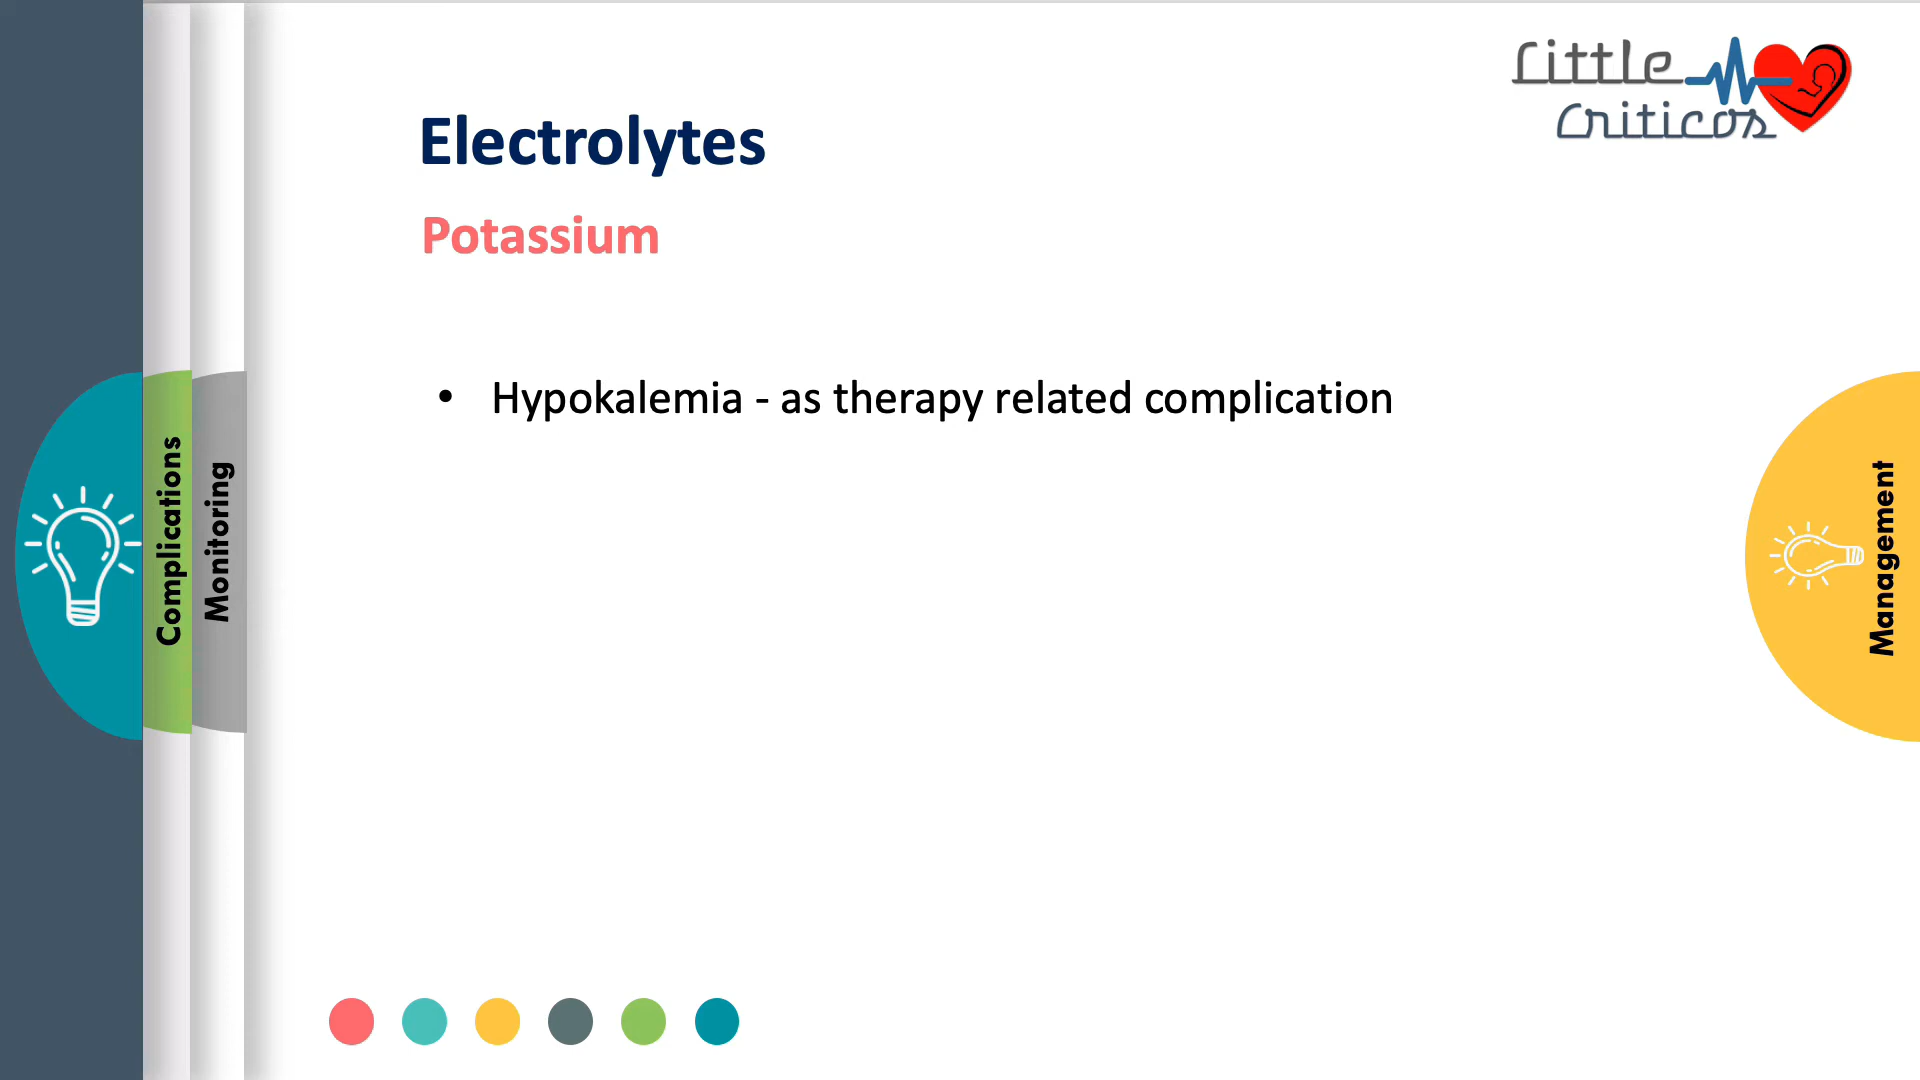 Little
Criticos
Electrolytes
Potassium
• Hypokalemia - as therapy related complication
Complications
Monitoring
Management